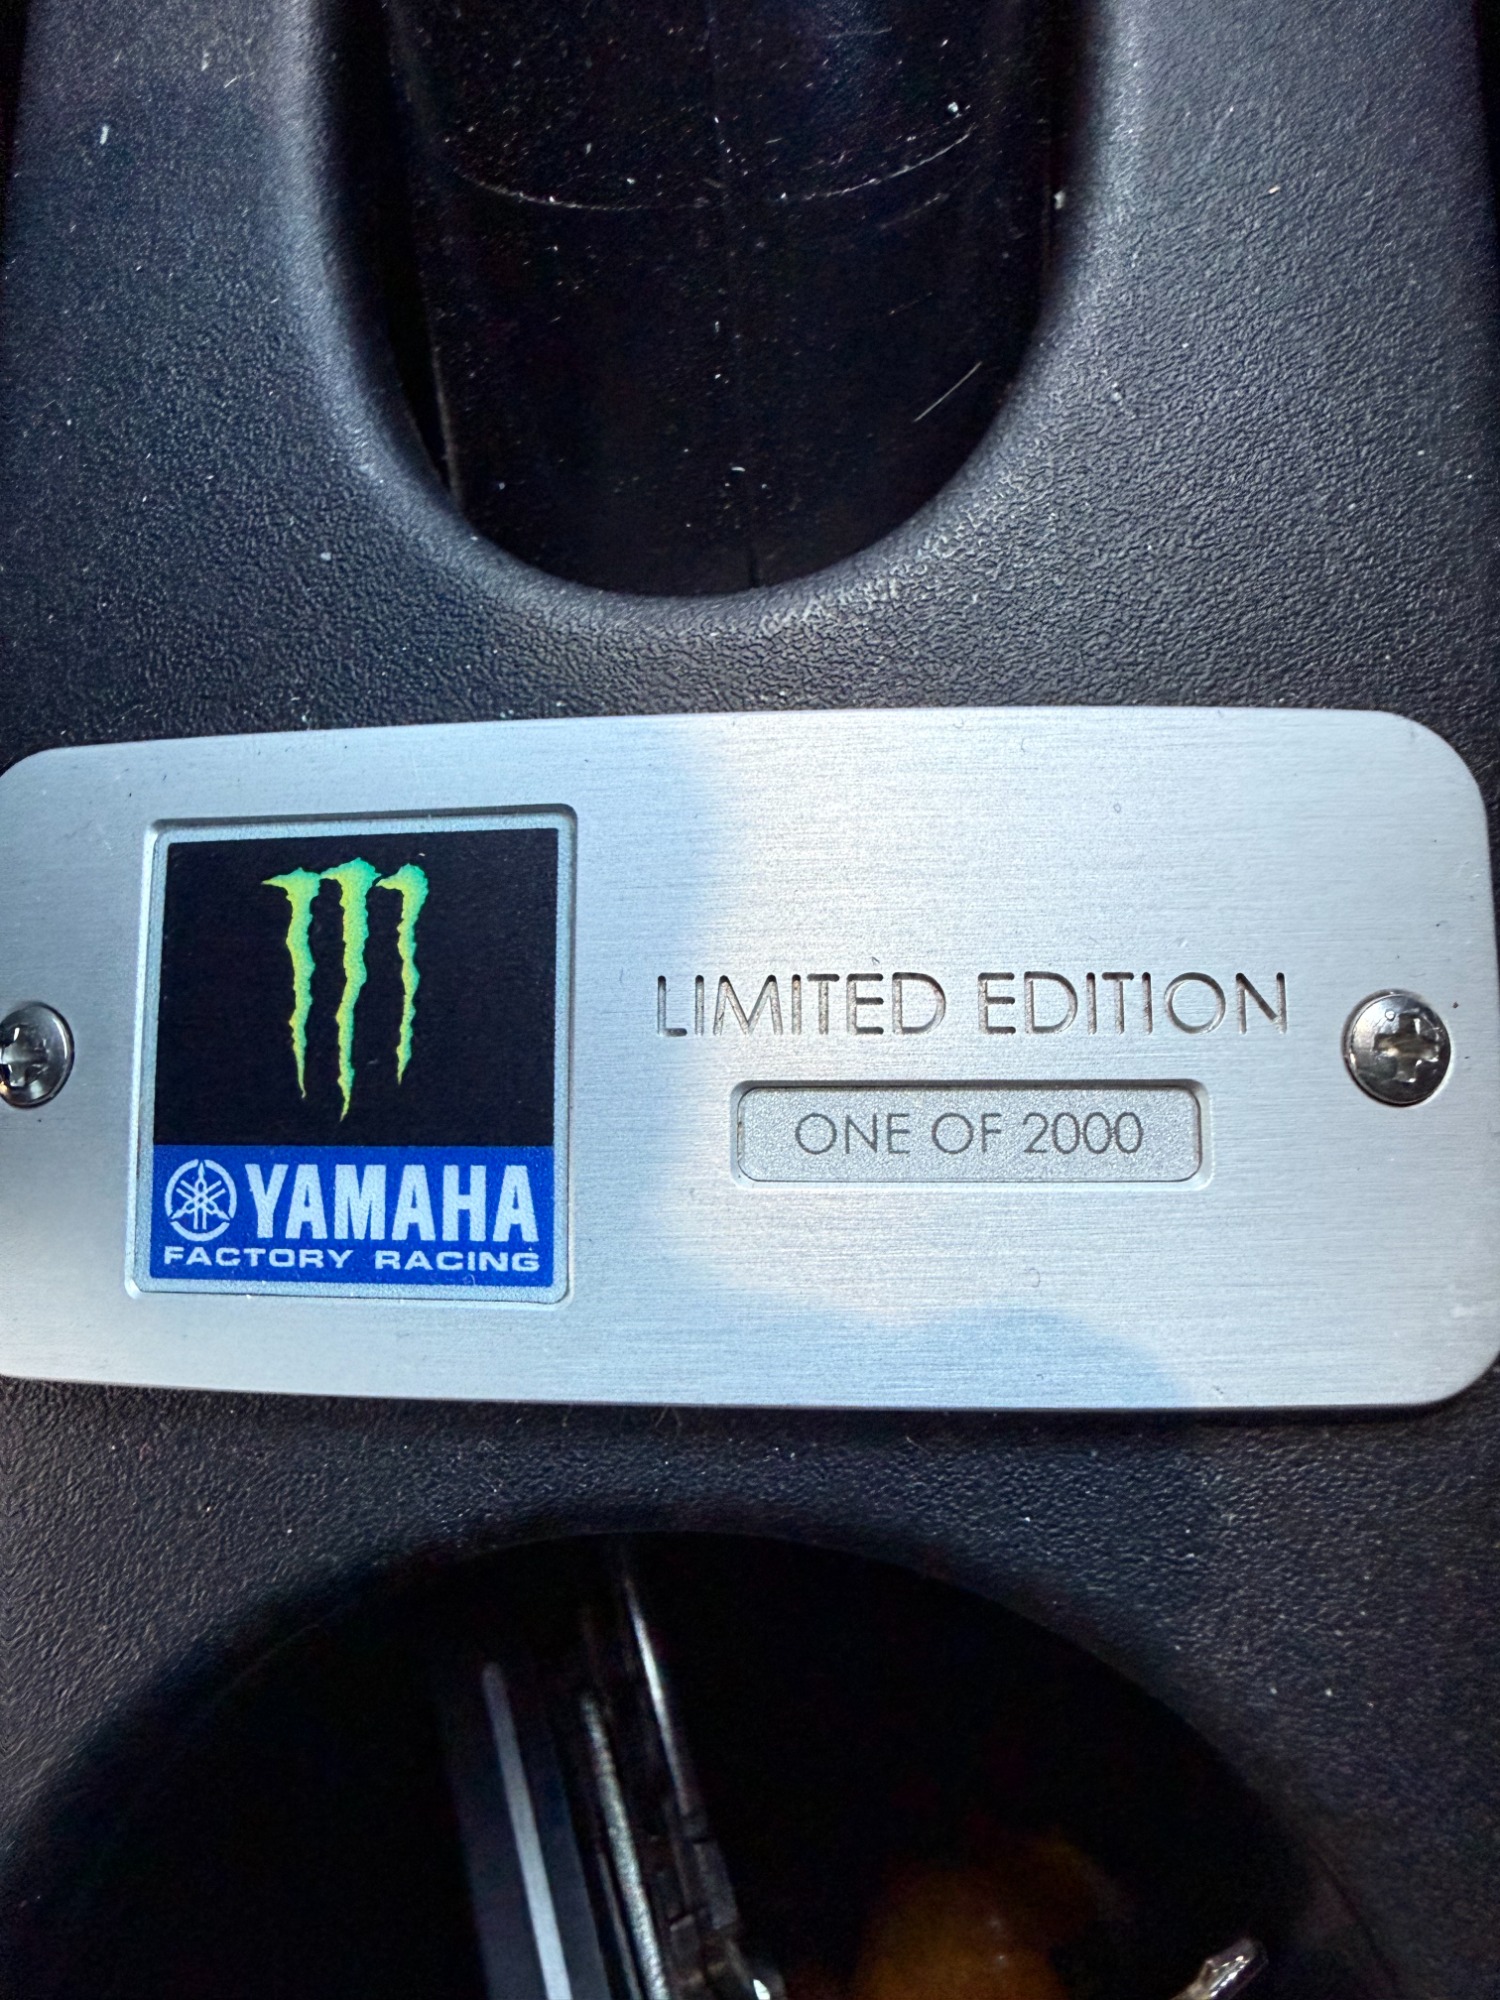 YAMAHA
FACTORY RACING
LIMITED EDITION
ONE OF 2000